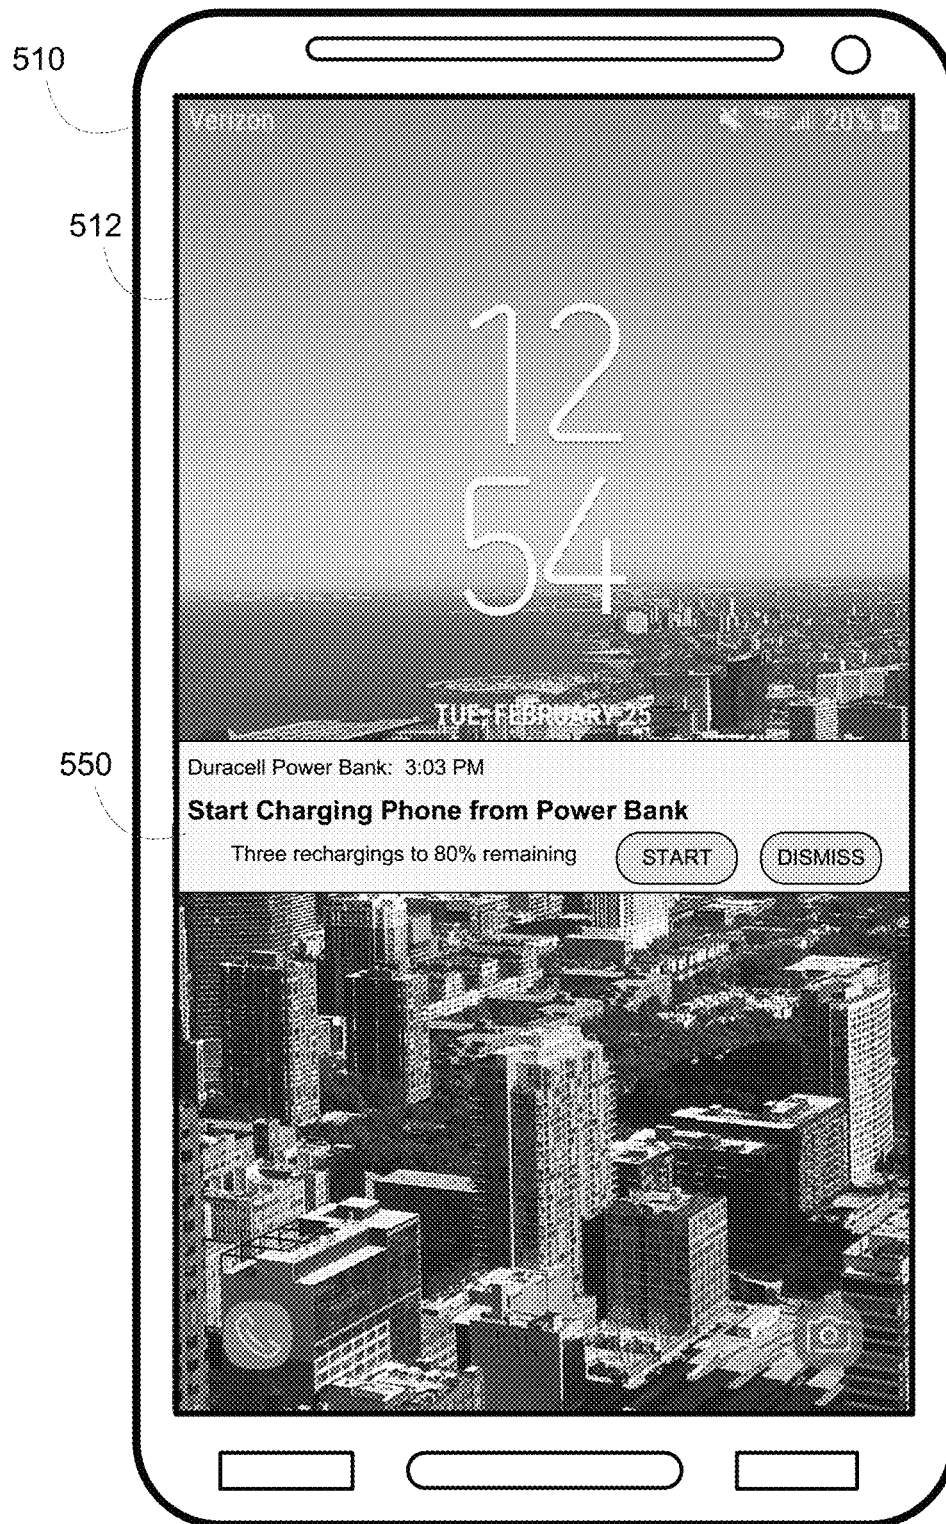 510
Verizon 20%
512
12
54
TUE, FEBRUARY 25
550
Duracell Power Bank: 3:03 PM
Start Charging Phone from Power Bank
Three rechargings to 80% remaining START DISMISS